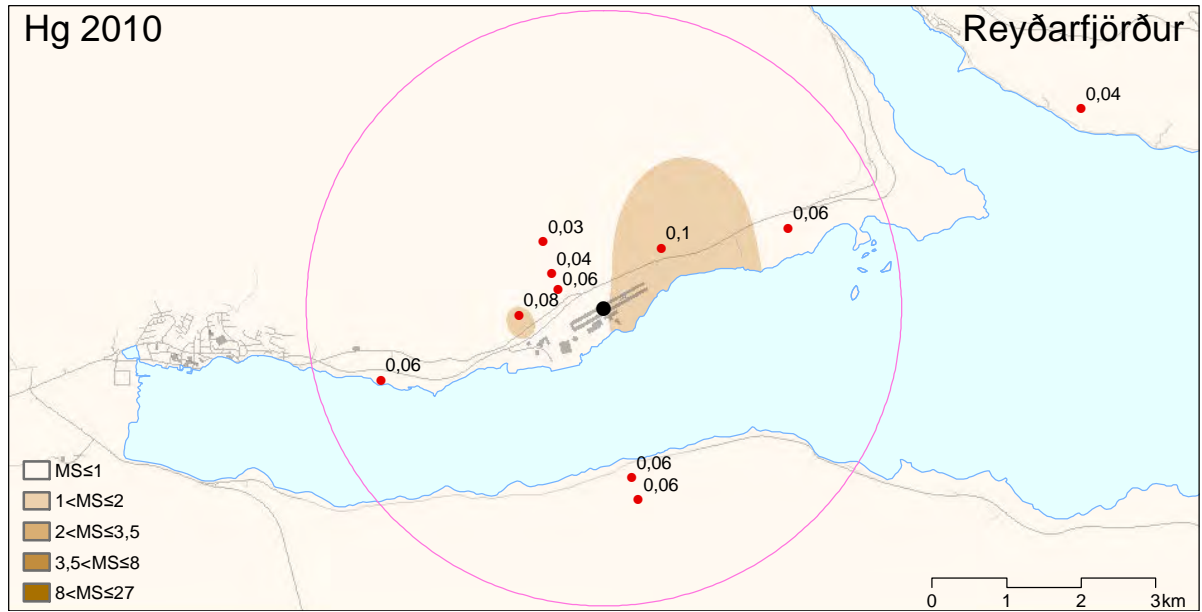 Hg 2010
Reyðarfjörður
0,04
0,06
0,03
0,1
0,04
0,06
0,08
0,06
0,06
0,06
MS≤1
1<MS≤2
2<MS≤3,5
3,5<MS≤8
8<MS≤27
0 1 2 3km